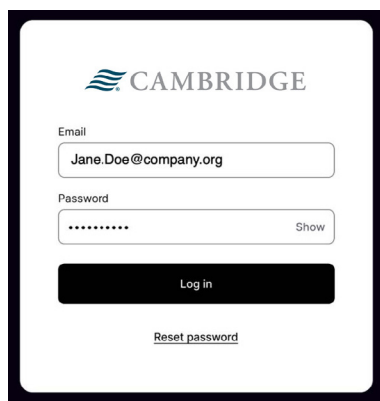 CAMBRIDGE
Email
Jane.Doe@company.org
Password
•••••••••• Show
Log in
Reset password